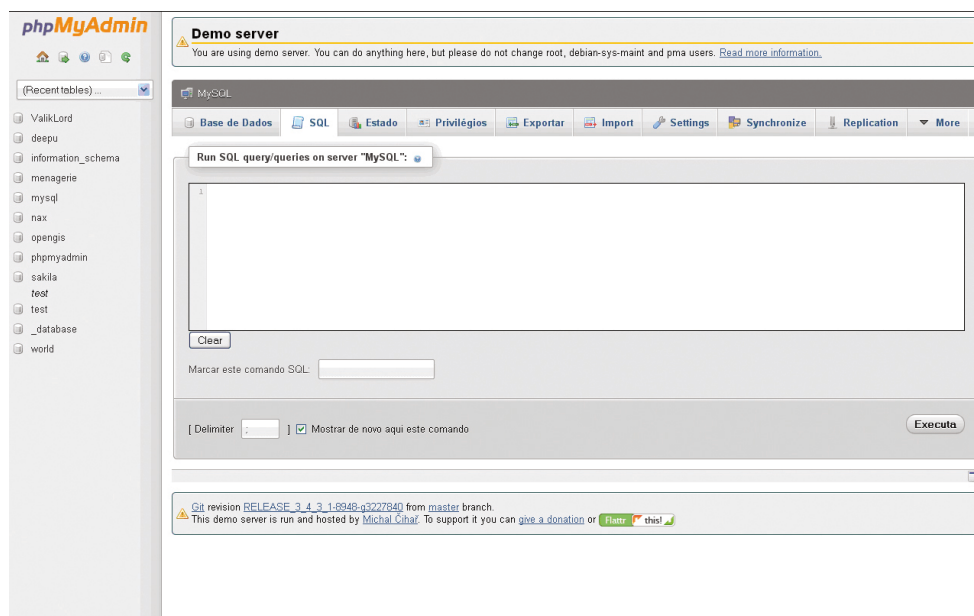 phpMyAdmin
(Recent tables) ...
ValikLord
deepu
information_schema
menagerie
mysql
nax
opengis
phpmyadmin
sakila
test
test
_database
world
Demo server
You are using demo server. You can do anything here, but please do not change root, debian-sys-maint and pma users. Read more information.
MySQL
Base de Dados SQL Estado Privilégios Exportar Import Settings Synchronize Replication More
Run SQL query/queries on server "MySQL":
1
Clear
Marcar este comando SQL:
[ Delimiter ; ] Mostrar de novo aqui este comando
Executa
Git revision RELEASE_3_4_3_1-8948-g3227840 from master branch.
This demo server is run and hosted by Michal Čihař. To support it you can give a donation or Flattr this!